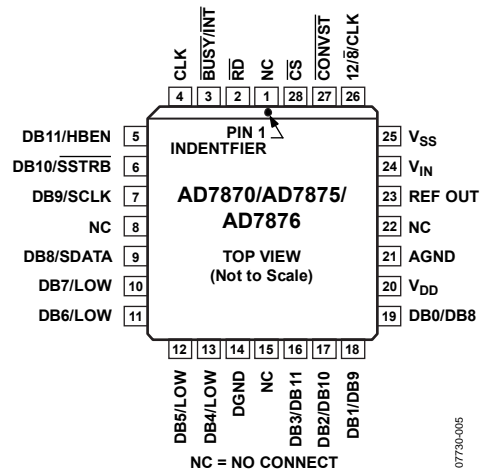 CLK
BUSY/INT
RD
NC
CS
CONVST
12/8/CLK
4
3
2
1
28
27
26
PIN 1
INDENTFIER
DB11/HBEN 5
DB10/SSTRB 6
DB9/SCLK 7
NC 8
DB8/SDATA 9
DB7/LOW 10
DB6/LOW 11
AD7870/AD7875/
AD7876
TOP VIEW
(Not to Scale)
25 VSS
24 VIN
23 REF OUT
22 NC
21 AGND
20 VDD
19 DB0/DB8
12
13
14
15
16
17
18
DB5/LOW
DB4/LOW
DGND
NC
DB3/DB11
DB2/DB10
DB1/DB9
NC = NO CONNECT
07730-005